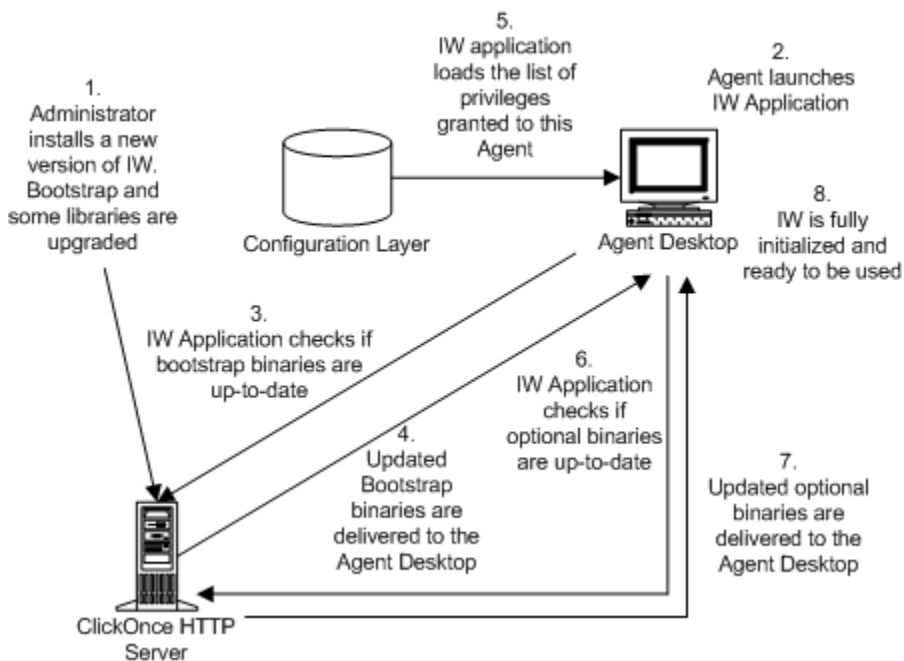 1.
Administrator
installs a new
version of IW.
Bootstrap and
some libraries are
upgraded
5.
IW application
loads the list of
privileges
granted to this
Agent
2.
Agent launches
IW Application
Configuration Layer
Agent Desktop
8.
IW is fully
initialized and
ready to be used
3.
IW Application checks if
bootstrap binaries are
up-to-date
4.
Updated
Bootstrap
binaries are
delivered to the
Agent Desktop
6.
IW Application
checks if
optional binaries
are up-to-date
7.
Updated optional
binaries are
delivered to the
Agent Desktop
ClickOnce HTTP
Server